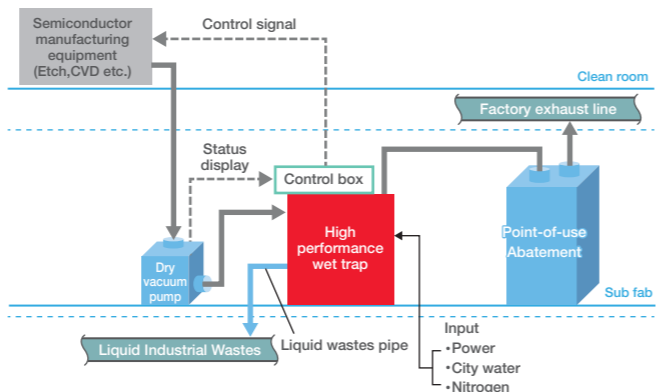 Semiconductor
manufacturing
equipment
(Etch,CVD etc.)
Control signal
Clean room
Factory exhaust line
Status
display
Control box
High
performance
wet trap
Point-of-use
Abatement
Dry
vacuum
pump
Sub fab
Liquid Industrial Wastes
Liquid wastes pipe
Input
•Power
•City water
•Nitrogen